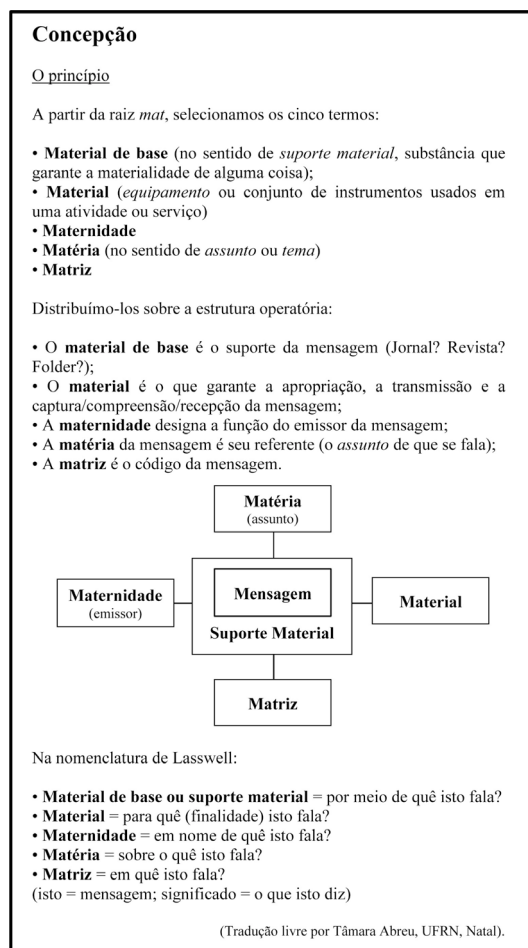 Concepção
O princípio
A partir da raiz mat, selecionamos os cinco termos:
• Material de base (no sentido de suporte material, substância que
garante a materialidade de alguma coisa);
• Material (equipamento ou conjunto de instrumentos usados em
uma atividade ou serviço)
• Maternidade
• Matéria (no sentido de assunto ou tema)
• Matriz
Distribuímo-los sobre a estrutura operatória:
• O material de base é o suporte da mensagem (Jornal? Revista?
Folder?);
• O material é o que garante a apropriação, a transmissão e a
captura/compreensão/recepção da mensagem;
• A maternidade designa a função do emissor da mensagem;
• A matéria da mensagem é seu referente (o assunto de que se fala);
• A matriz é o código da mensagem.
Matéria
(assunto)
Maternidade
(emissor)
Mensagem
Suporte Material
Material
Matriz
Na nomenclatura de Lasswell:
• Material de base ou suporte material = por meio de quê isto fala?
• Material = para quê (finalidade) isto fala?
• Maternidade = em nome de quê isto fala?
• Matéria = sobre o quê isto fala?
• Matriz = em quê isto fala?
(isto = mensagem; significado = o que isto diz)
(Tradução livre por Tâmara Abreu, UFRN, Natal).